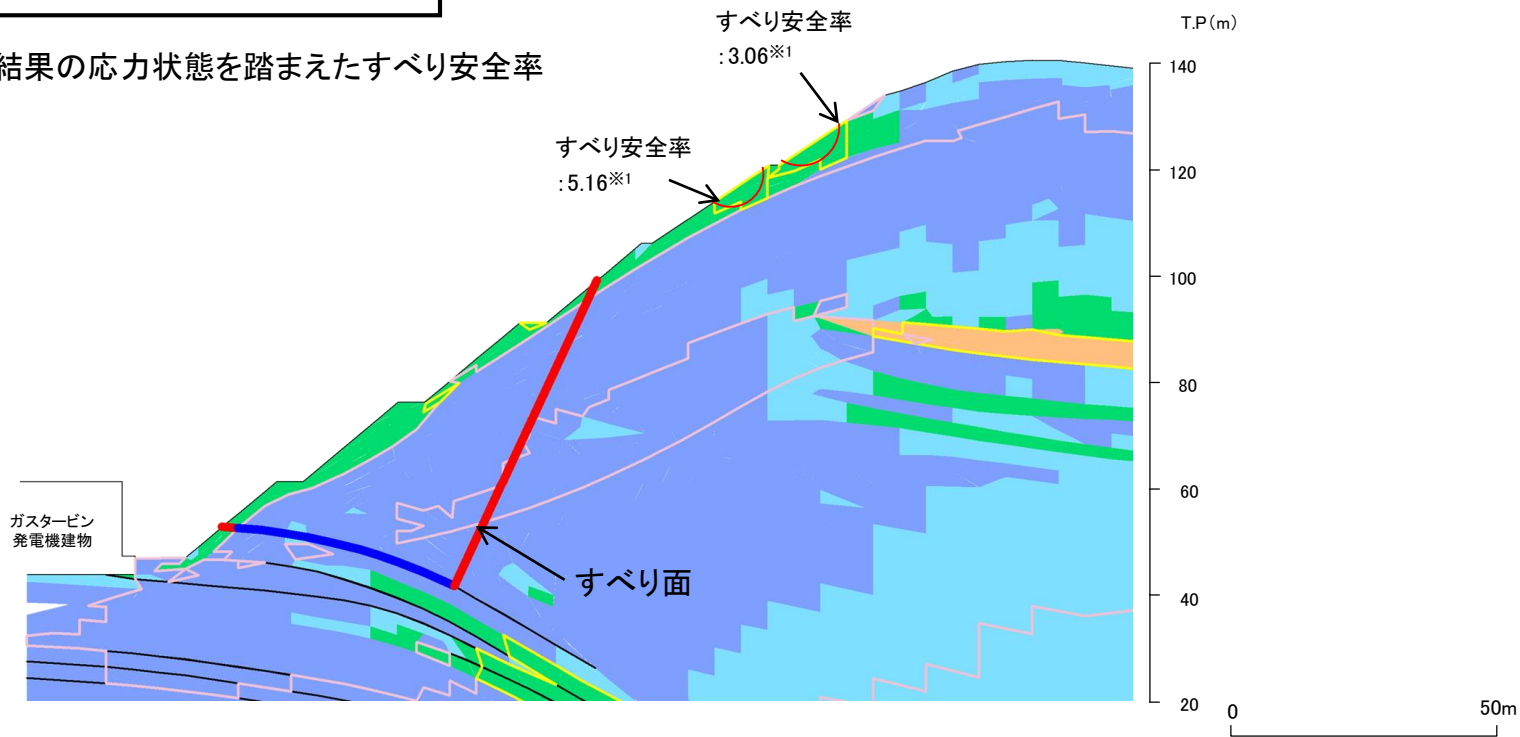 すべり安全率
:3.06※1
T.P(m)
結果の応力状態を踏まえたすべり安全率
140
すべり安全率
:5.16※1
120
100
80
60
ガスタービン
発電機建物
すべり面
40
20
0
50m